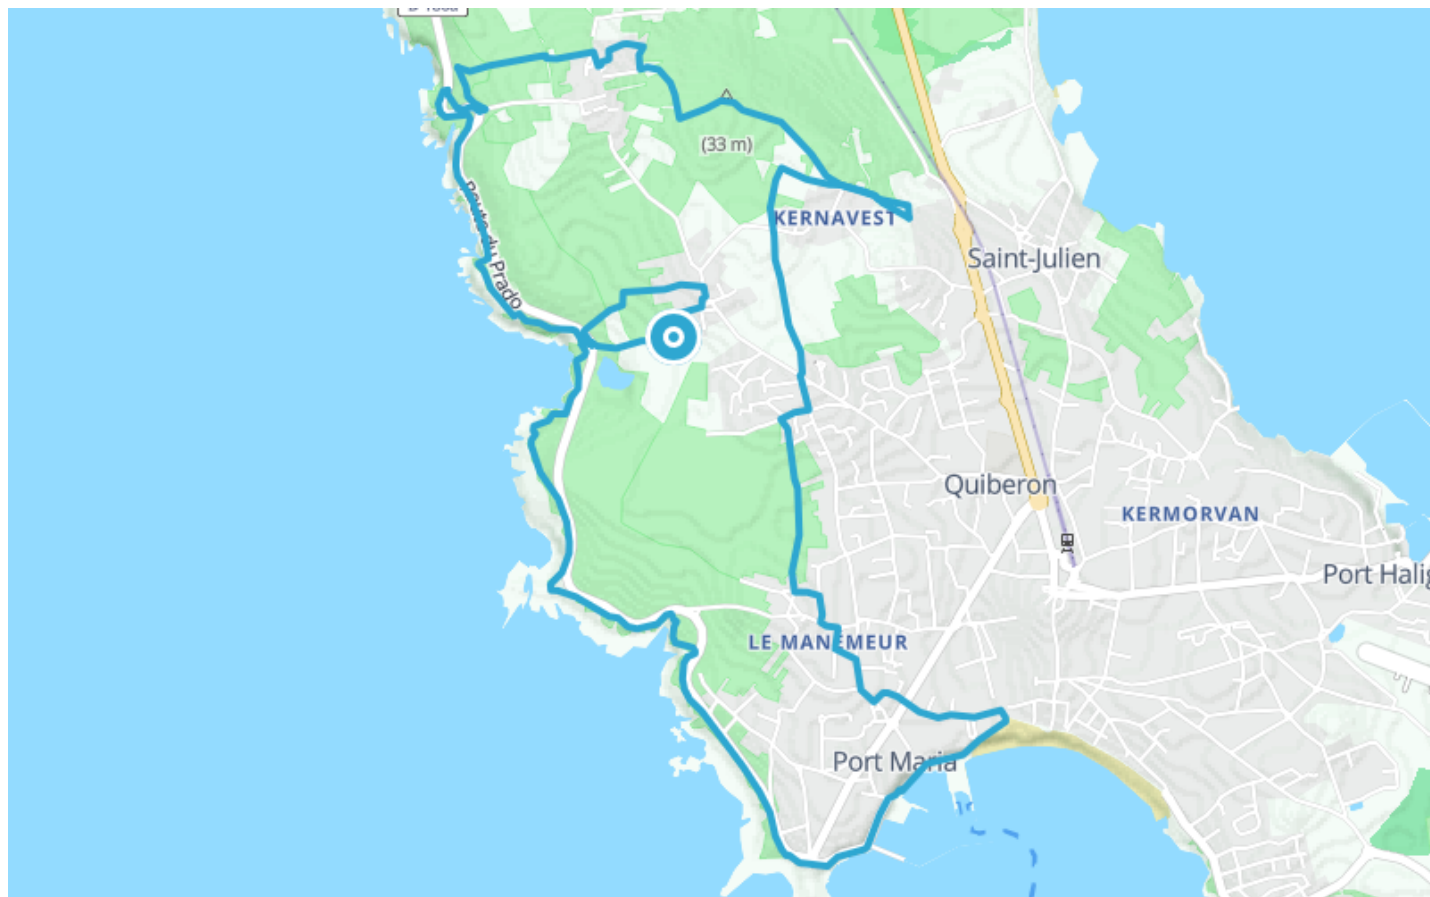 (33 m)
KERNAVEST
Route du Prado
Saint-Julien
Quiberon
KERMORVAN
Port Halig
LE MANEMEUR
Port Maria